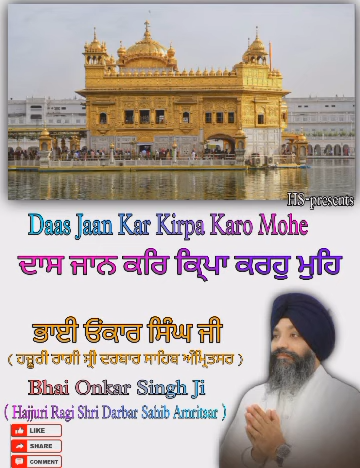 HS-presents
Daas Jaan Kar Kirpa Karo Mohe
ਦਾਸ ਜਾਨ ਕਰਿ ਕ੍ਰਿਪਾ ਕਰਹੁ ਮੁਹਿ
ਭਾਈ ਓਂਕਾਰ ਸਿੰਘ ਜੀ
( ਹਜ਼ੂਰੀ ਰਾਗੀ ਸ੍ਰੀ ਦਰਬਾਰ ਸਾਹਿਬ ਅੰਮ੍ਰਿਤਸਰ )
Bhai Onkar Singh Ji
( Hajjuri Ragi Shri Darbar Sahib Amritsar )
LIKE
SHARE
COMMENT